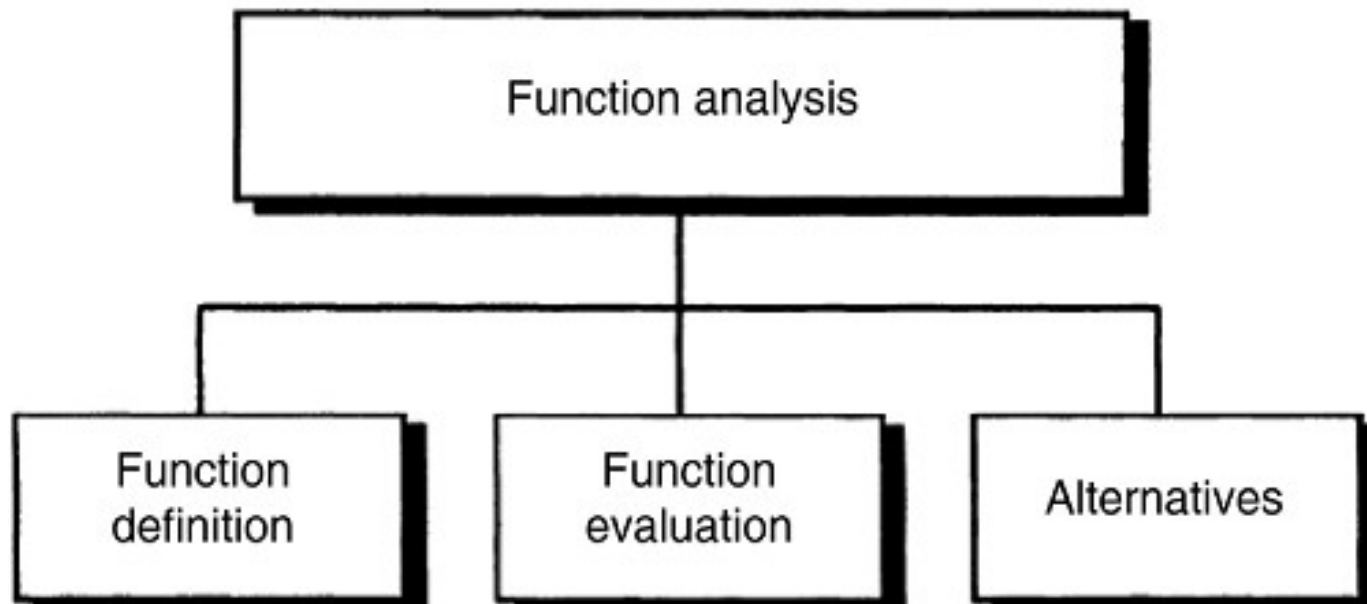 Function analysis
Function
definition
Function
evaluation
Alternatives